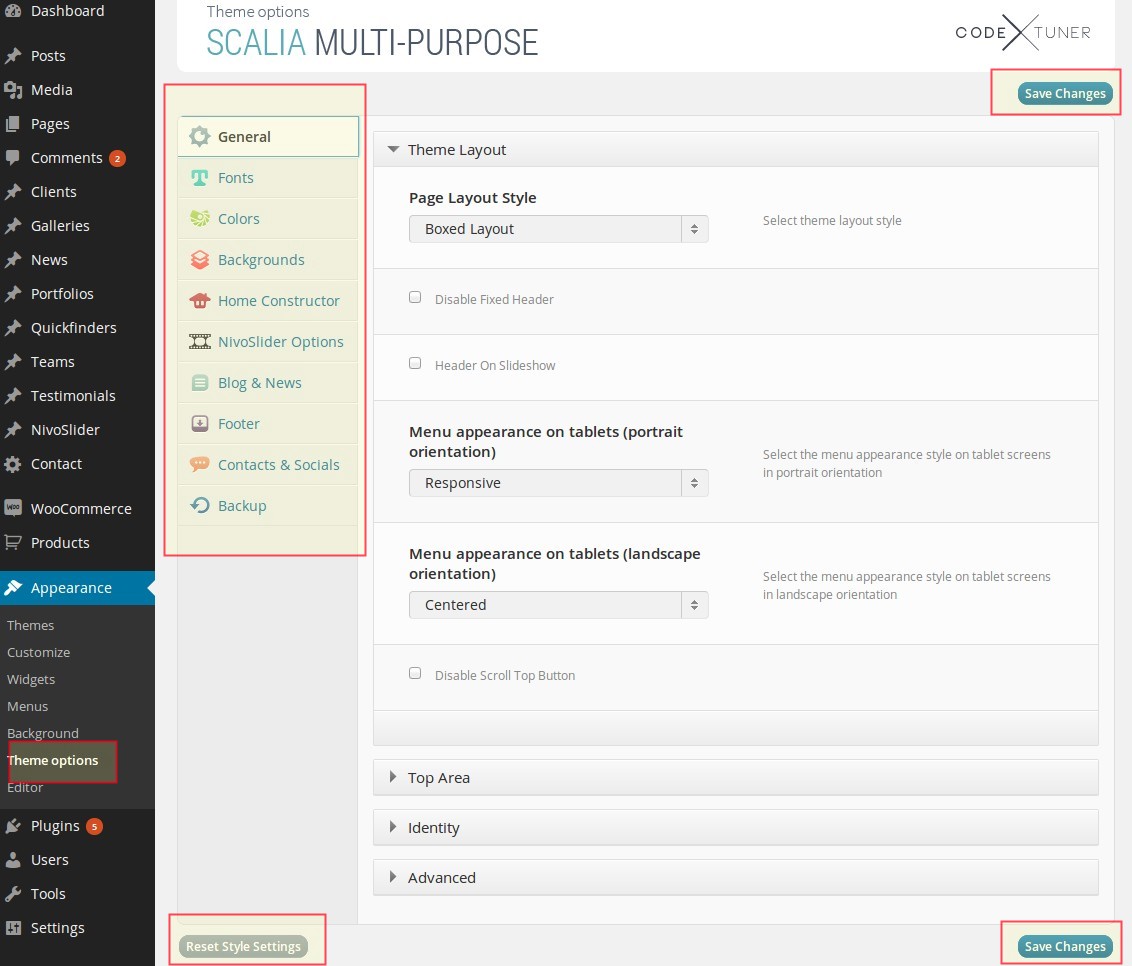 Dashboard
Posts
Media
Pages
Comments 2
Clients
Galleries
News
Portfolios
Quickfinders
Teams
Testimonials
NivoSlider
Contact
WOO WooCommerce
Products
Appearance
Themes
Customize
Widgets
Menus
Background
Theme options
Editor
Plugins 5
Users
Tools
Settings
Theme options
SCALIA MULTI-PURPOSE
CODE X TUNER
Save Changes
General
Fonts
Colors
Backgrounds
Home Constructor
NivoSlider Options
Blog & News
Footer
Contacts & Socials
Backup
Theme Layout
Page Layout Style
Boxed Layout
Select theme layout style
Disable Fixed Header
Header On Slideshow
Menu appearance on tablets (portrait
orientation)
Responsive
Select the menu appearance style on tablet screens
in portrait orientation
Menu appearance on tablets (landscape
orientation)
Centered
Select the menu appearance style on tablet screens
in landscape orientation
Disable Scroll Top Button
Top Area
Identity
Advanced
Reset Style Settings
Save Changes